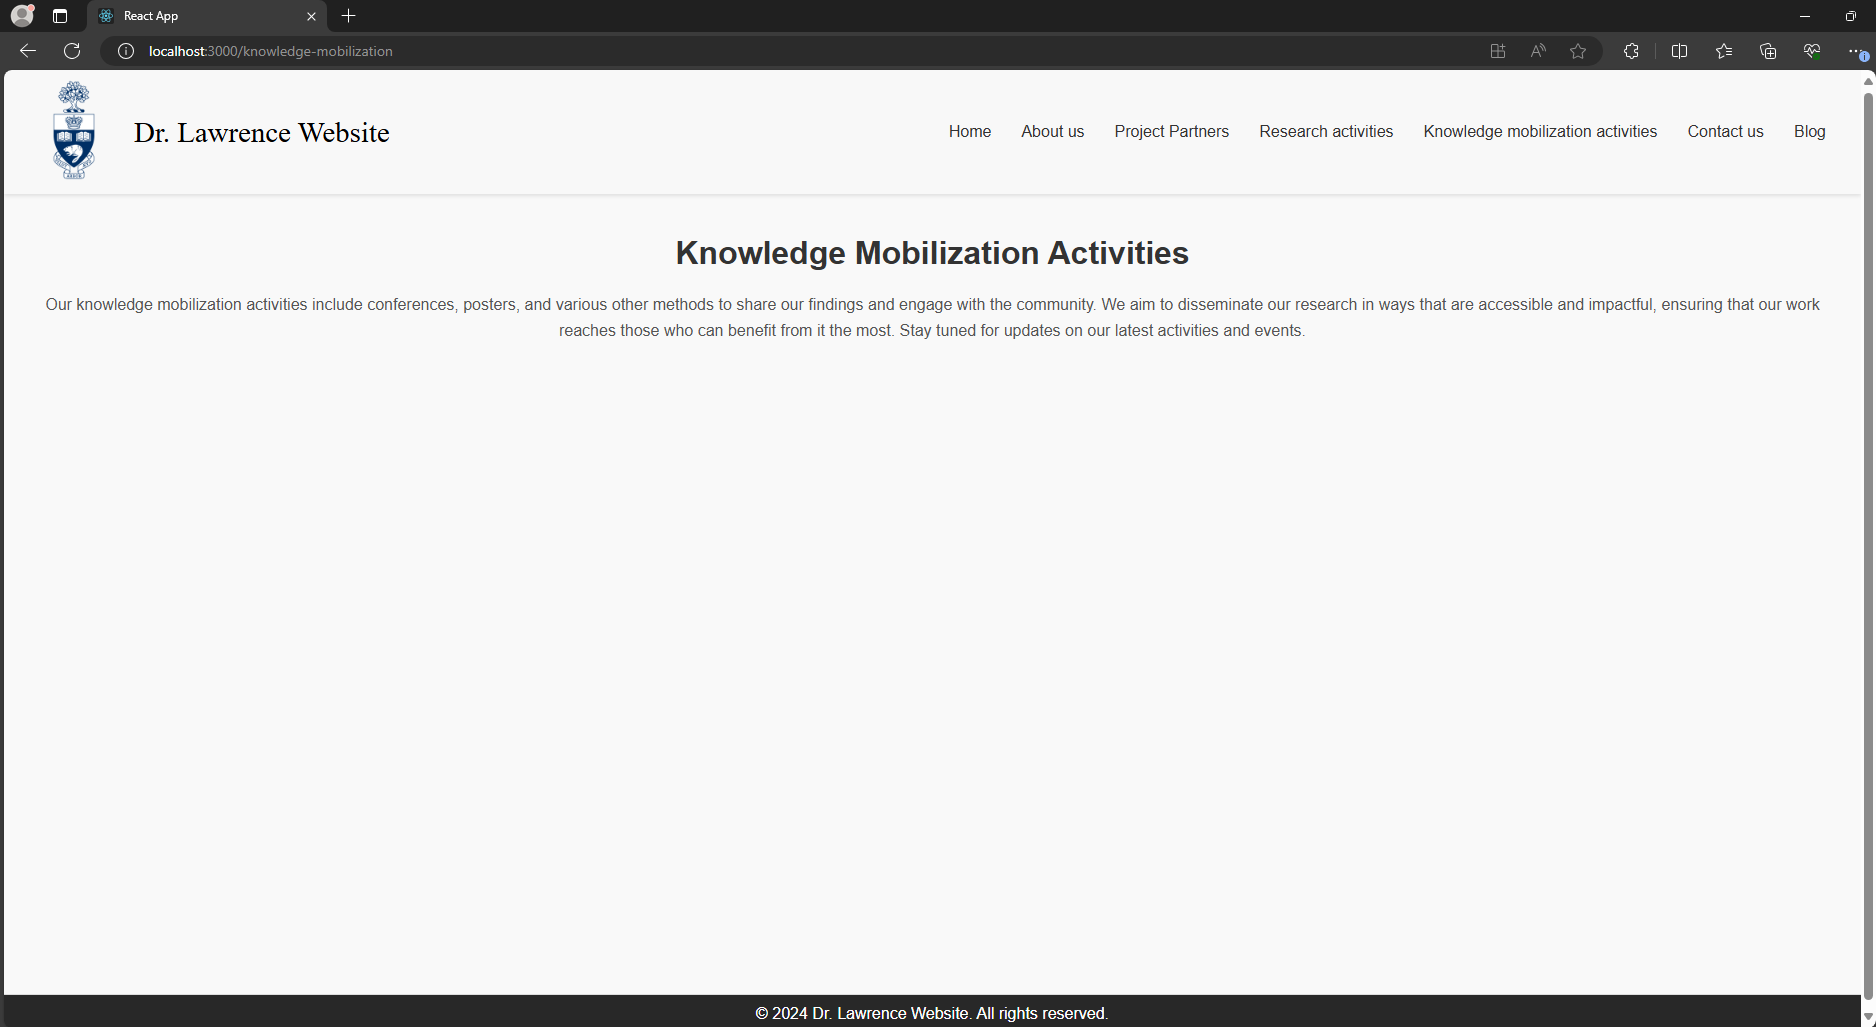 React App
localhost:3000/knowledge-mobilization
Dr. Lawrence Website
Home About us Project Partners Research activities Knowledge mobilization activities Contact us Blog
Knowledge Mobilization Activities
Our knowledge mobilization activities include conferences, posters, and various other methods to share our findings and engage with the community. We aim to disseminate our research in ways that are accessible and impactful, ensuring that our work
reaches those who can benefit from it the most. Stay tuned for updates on our latest activities and events.
© 2024 Dr. Lawrence Website. All rights reserved.